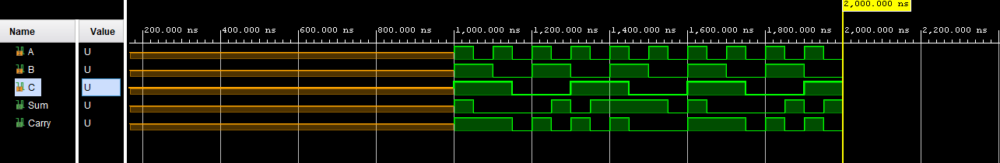 2,000.000 ns
Name Value
200.000 ns 400.000 ns 600.000 ns 800.000 ns 1,000.000 ns 1,200.000 ns 1,400.000 ns 1,600.000 ns 1,800.000 ns 2,000.000 ns 2,200.000 ns
A U
B U
C U
Sum U
Carry U